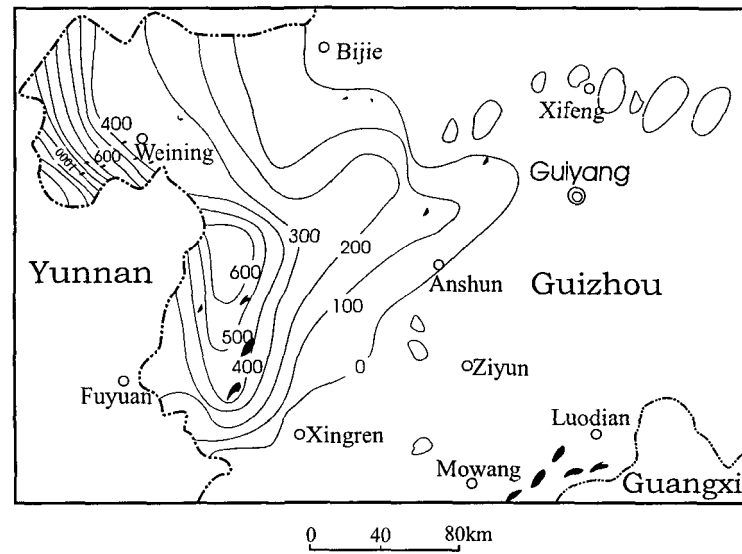 Bijie
Xifeng
400
Weining
600
1000
Guiyang
300
200
Yunnan
600
Anshun
Guizhou
100
500
400
0
Ziyun
Fuyuan
Luodian
Xingren
Mowang
Guangxi
0 40 80km